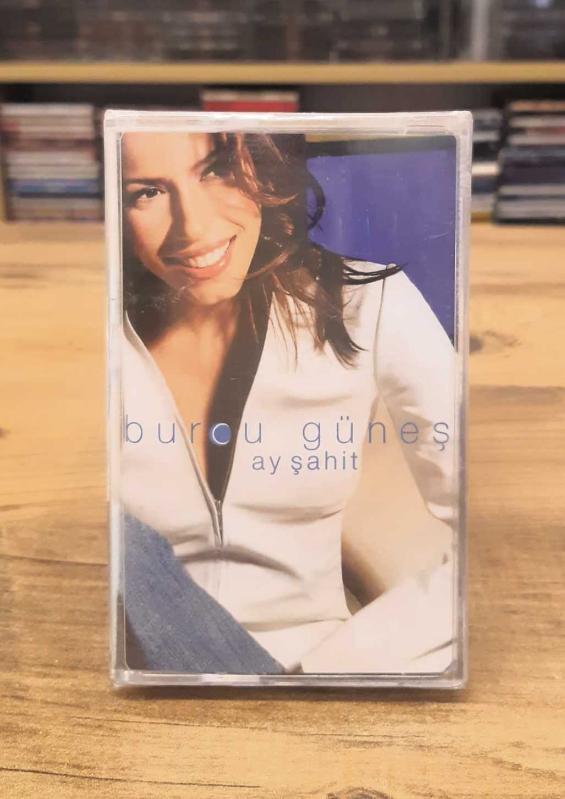 burcu güneş
ay şahit